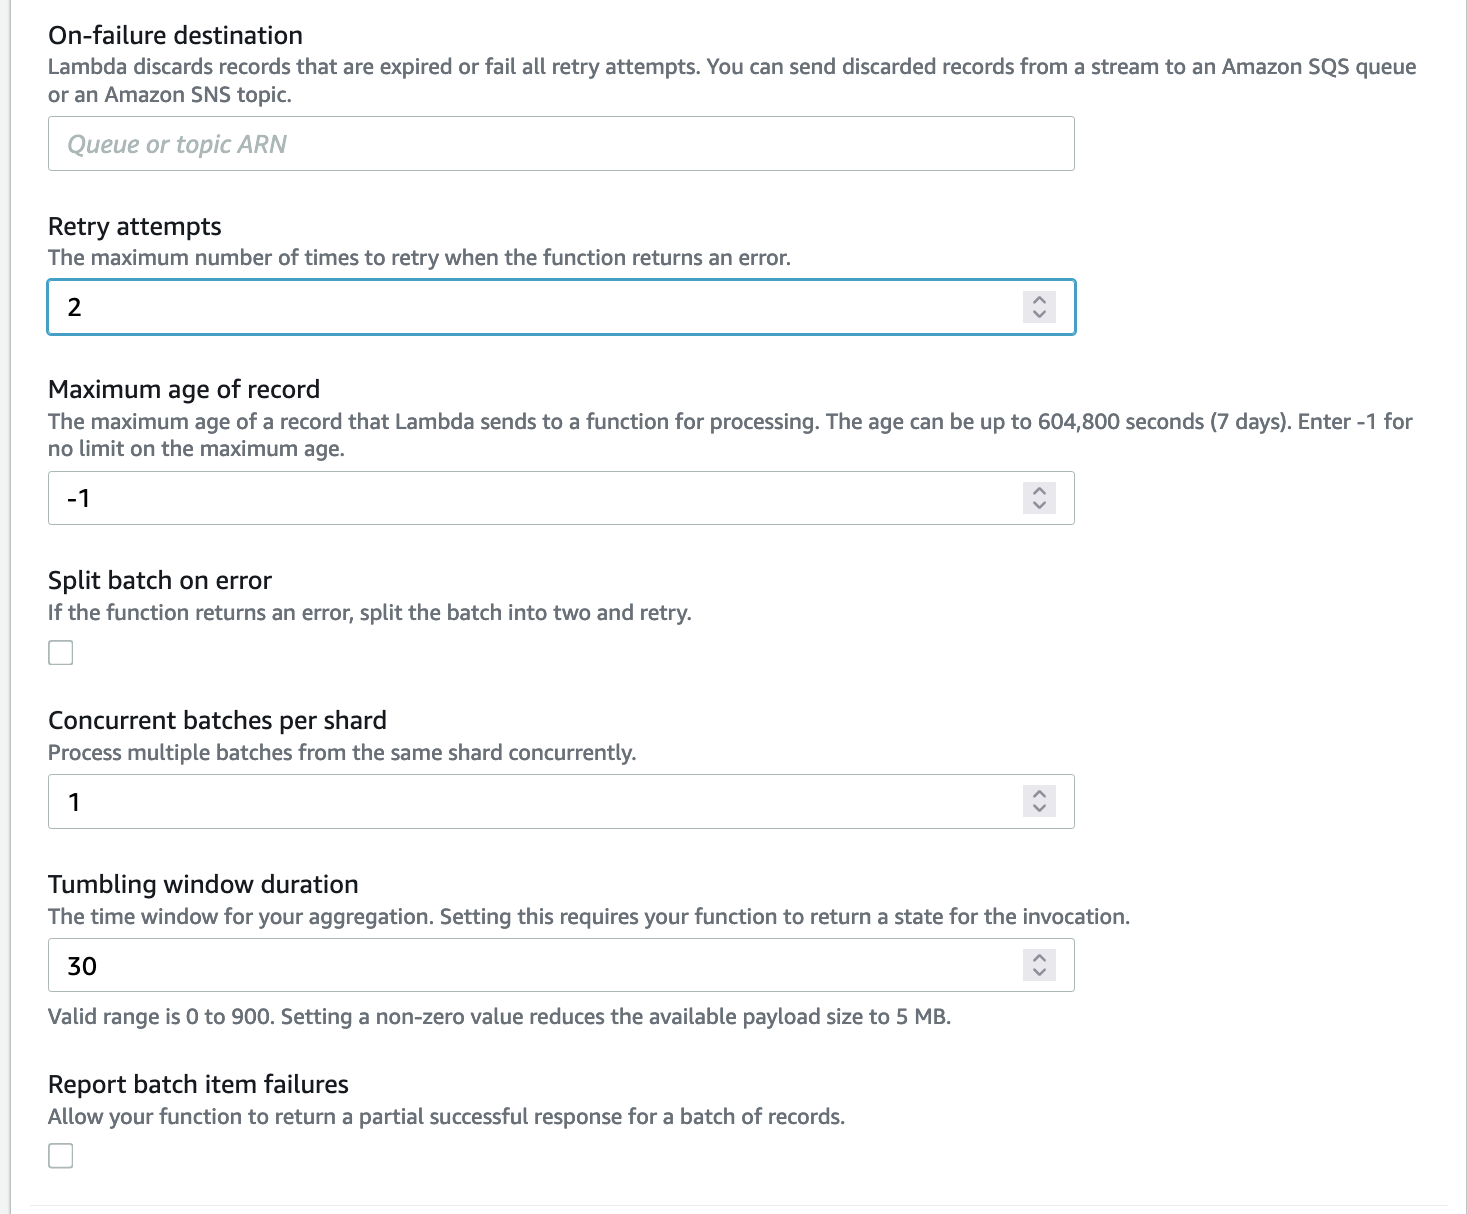 On-failure destination
Lambda discards records that are expired or fail all retry attempts. You can send discarded records from a stream to an Amazon SQS queue
or an Amazon SNS topic.
Queue or topic ARN
Retry attempts
The maximum number of times to retry when the function returns an error.
2
Maximum age of record
The maximum age of a record that Lambda sends to a function for processing. The age can be up to 604,800 seconds (7 days). Enter -1 for
no limit on the maximum age.
-1
Split batch on error
If the function returns an error, split the batch into two and retry.
Concurrent batches per shard
Process multiple batches from the same shard concurrently.
1
Tumbling window duration
The time window for your aggregation. Setting this requires your function to return a state for the invocation.
30
Valid range is 0 to 900. Setting a non-zero value reduces the available payload size to 5 MB.
Report batch item failures
Allow your function to return a partial successful response for a batch of records.